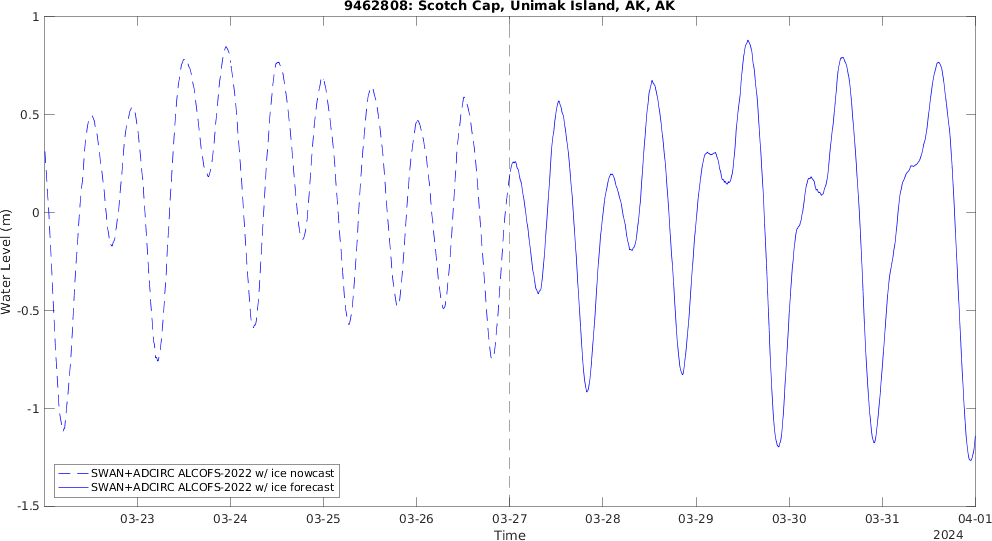 9462808: Scotch Cap, Unimak Island, AK, AK
1
0.5
0
-0.5
-1
-1.5
Water Level (m)
SWAN+ADCIRC ALCOFS-2022 w/ ice nowcast
SWAN+ADCIRC ALCOFS-2022 w/ ice forecast
03-23 03-24 03-25 03-26 03-27 03-28 03-29 03-30 03-31 04-01
Time
2024